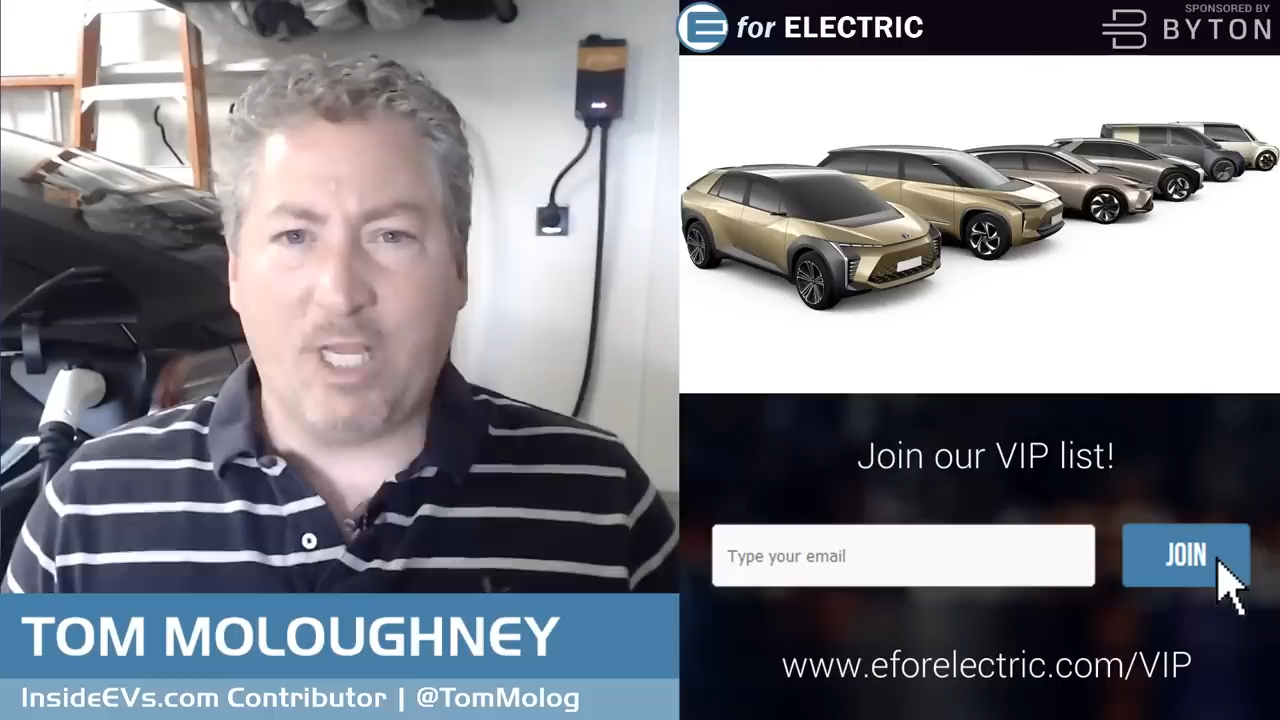 for ELECTRIC
SPONSORED BY
BYTON
Join our VIP list!
Type your email
JOIN
www.eforelectric.com/VIP
TOM MOLOUGHNEY
InsideEVs.com Contributor | @TomMolog